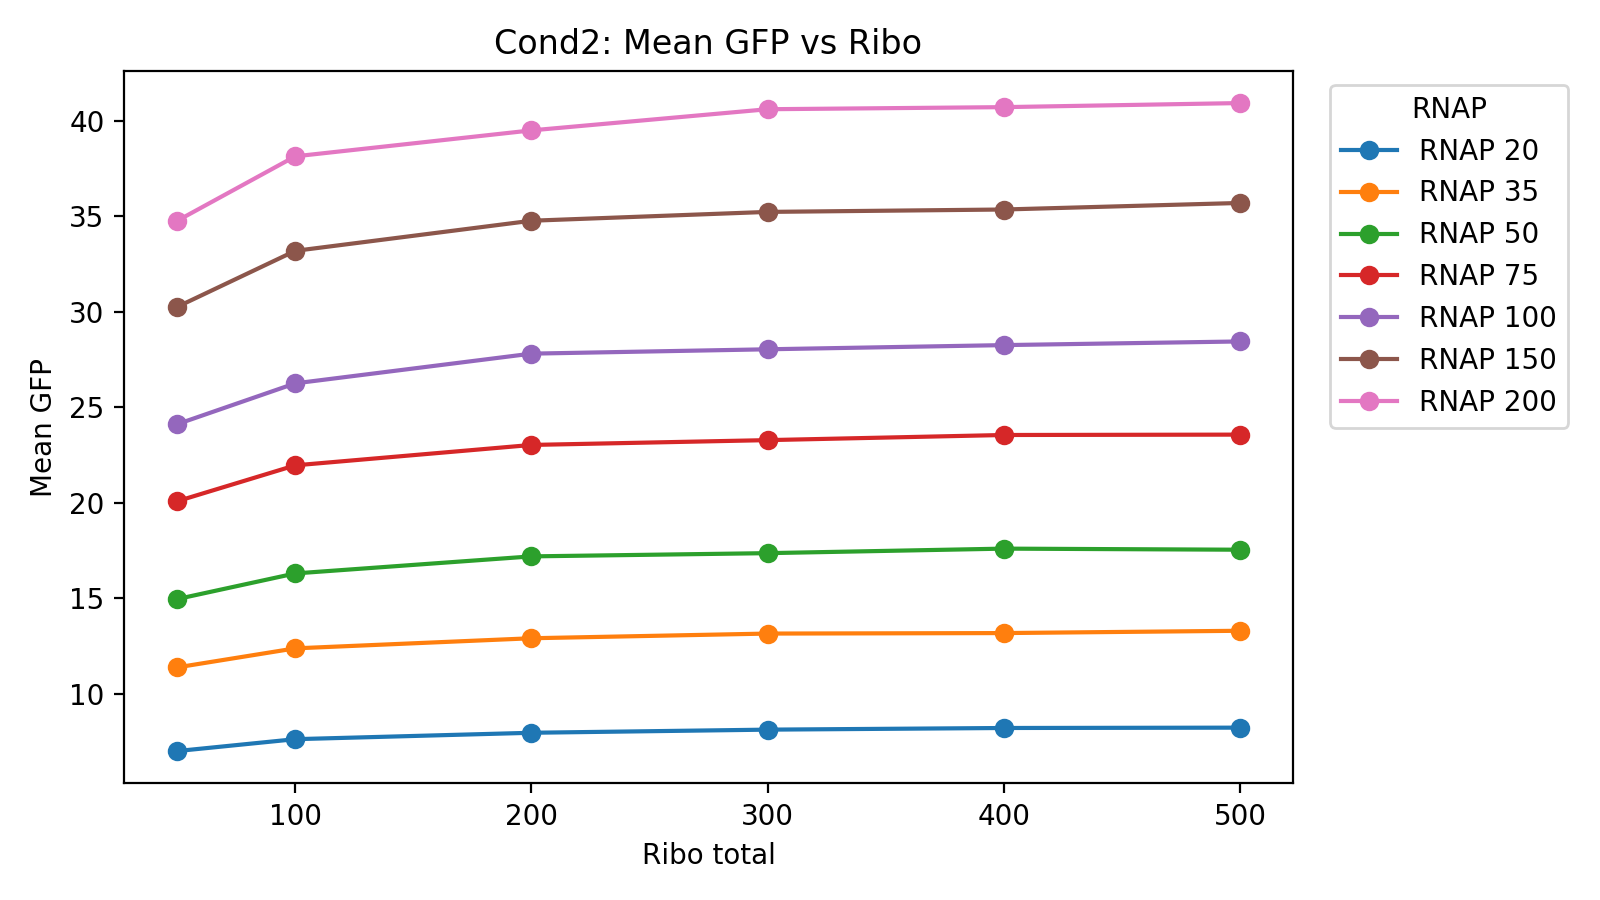 Cond2: Mean GFP vs Ribo
Mean GFP
40
35
30
25
20
15
10
100 200 300 400 500
Ribo total
RNAP
RNAP 20
RNAP 35
RNAP 50
RNAP 75
RNAP 100
RNAP 150
RNAP 200